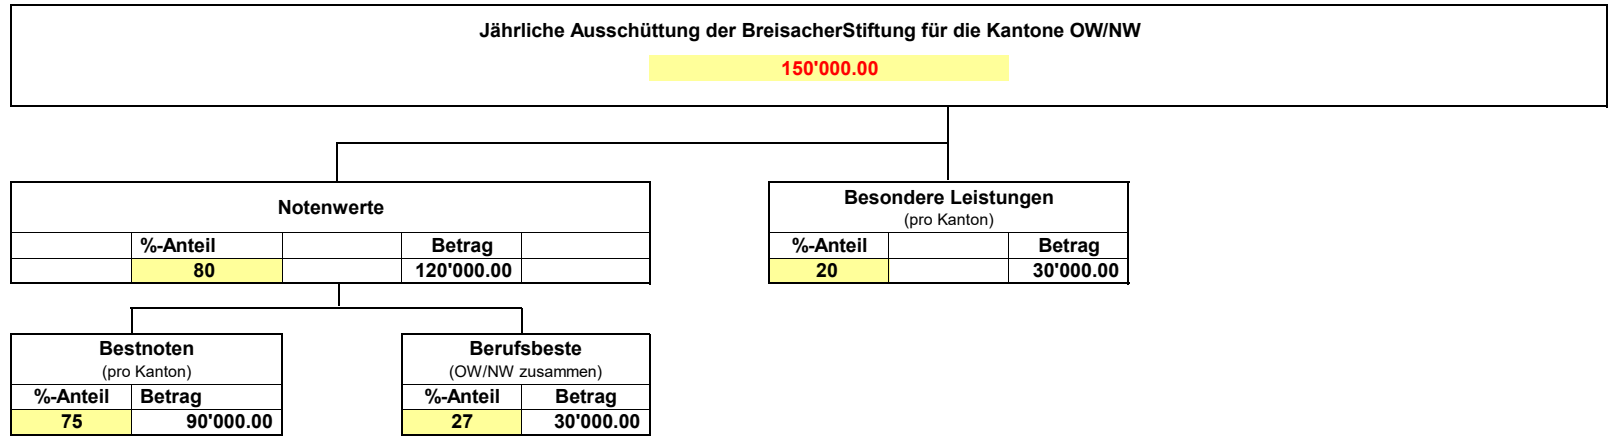 Jährliche Ausschüttung der BreisacherStiftung für die Kantone OW/NW
150'000.00
Notenwerte
%-Anteil Betrag
80 120'000.00
Besondere Leistungen
(pro Kanton)
%-Anteil Betrag
20 30'000.00
Bestnoten
(pro Kanton)
%-Anteil Betrag
75 90'000.00
Berufsbeste
(OW/NW zusammen)
%-Anteil Betrag
27 30'000.00